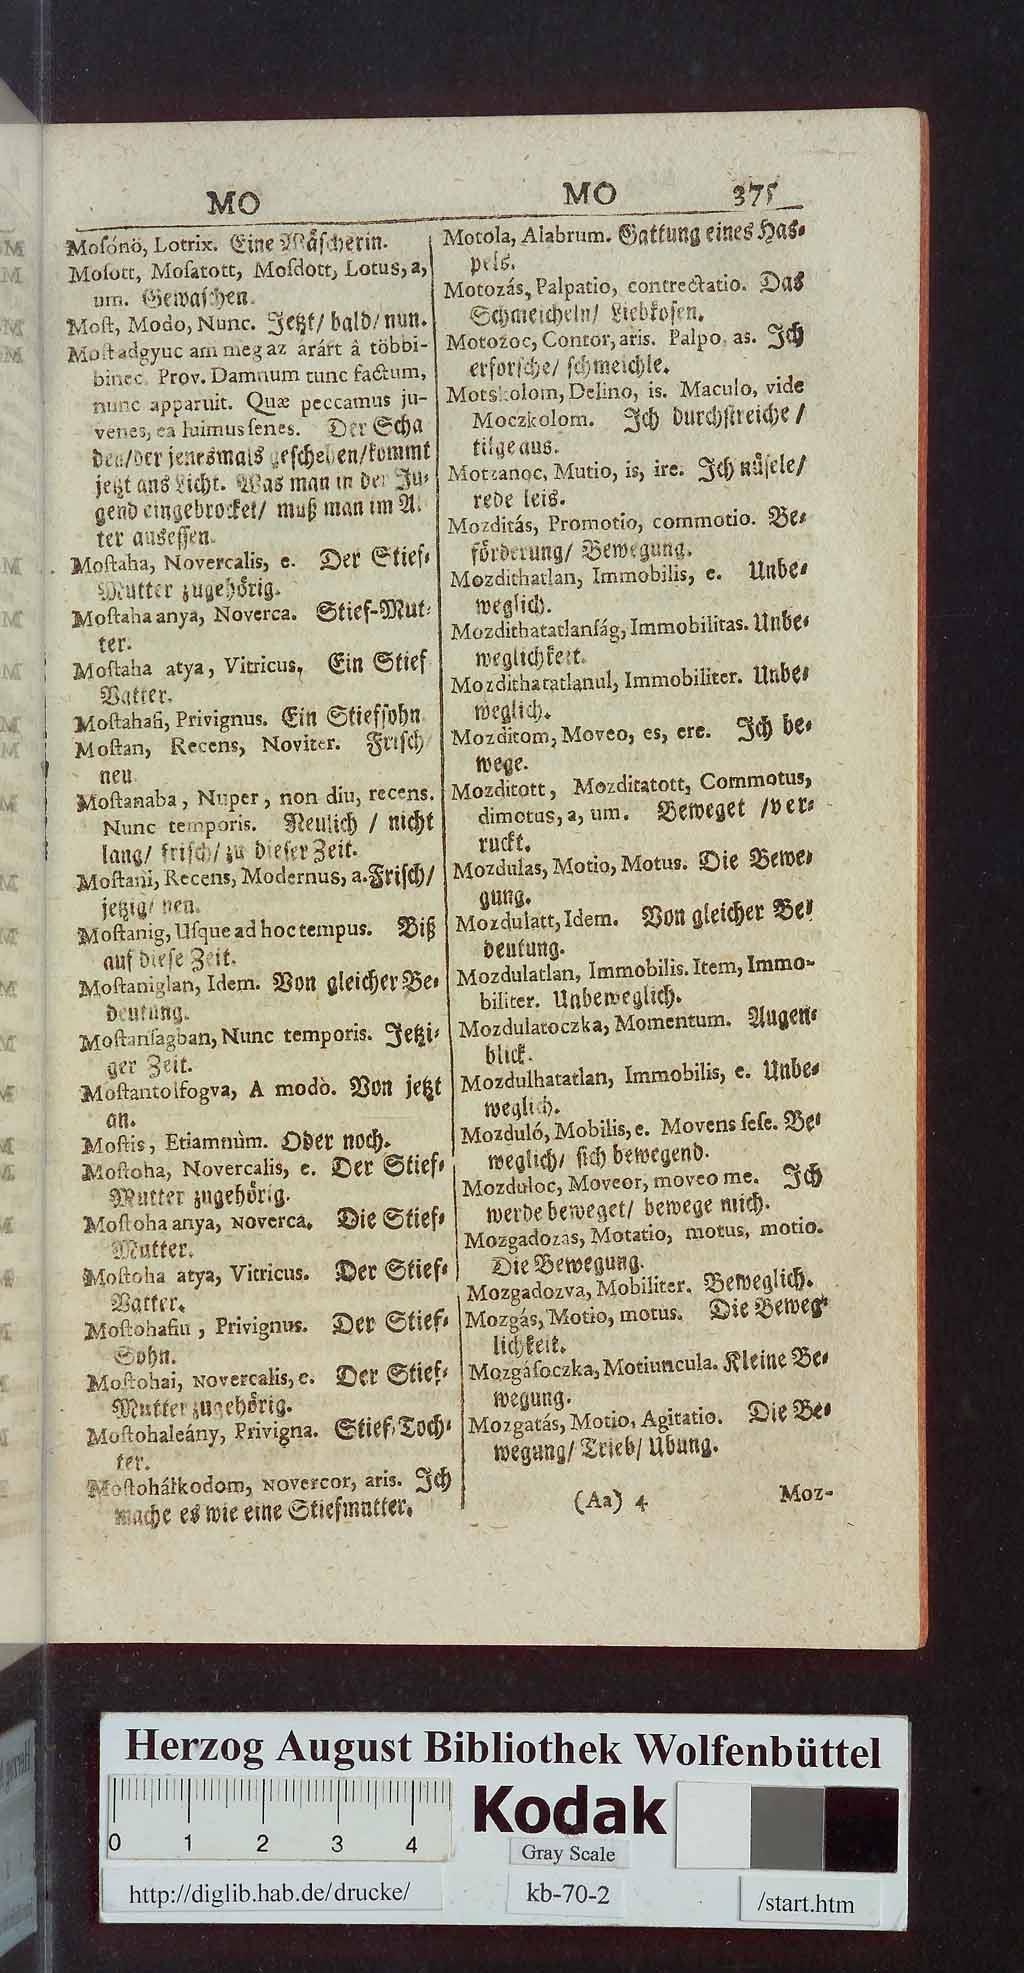 MO
Mosónö, Lotrix. Eine Wäscherin.
Mosott, Mosatott, Mosdott, Lotus, a,
um. Gewaschen.
Most, Modo, Nunc. Jetzt/ bald/ nun.
Mostadgyuc am meg az árárt â többi-
binec. Prov. Damnum tunc factum,
nunc apparuit. Quæ peccamus ju-
venes, ea luimus senes. Der Scha
den/der jenesmals geschehen/kommt
jetzt ans Licht. Was man in der Ju-
gend eingebrocket/ muß man im A.
ter ausessen.
Mostaha, Novercalis, e. Der Stief-
Mutter zugehörig.
Mostaha anya, Noverca. Stief-Mut-
ter.
Mostaha atya, Vitricus, Ein Stief
Vatter.
Mostahafi, Privignus. Ein Stiefsohn
Mostan, Recens, Noviter. Frisch
neu
Mostanaba, Nuper, non diu, recens.
Nunc temporis. Neulich / nicht
lang/ frisch/ zu dieser Zeit.
Mostani, Recens, Modernus, a. Frisch/
jetzig/ neu.
Mostanig, Usque ad hoc tempus. Biß
auf diese Zeit.
Mostaniglan, Idem. Von gleicher Be-
deutung.
Mostansagban, Nunc temporis. Jetzi-
ger Zeit.
Mostantolfogva, A modò. Von jetzt
an.
Mostis, Etiamnùm. Oder noch.
Mostoha, Novercalis, e. Der Stief-
Mutter zugehörig.
Mostoha anya, Noverca. Die Stief-
Mutter.
Mostoha atya, Vitricus. Der Stief-
Vatter.
Mostohafiu, Privignus. Der Stief-
Sohn.
Mostohai, Novercalis, e. Der Stief-
Mutter zugehörig.
Mostohaleány, Privigna. Stief-Toch-
ter.
Mostohálkodom, Novercor, aris. Ich
mache es wie eine Stiefmutter.
MO 375
Motola, Alabrum. Gattung eines Has-
pels.
Motozás, Palpatio, contrectatio. Das
Schmeicheln/ Liebkosen.
Motozoc, Contor, aris. Palpo, as. Ich
erforsche/ schmeichle.
Motskolom, Delino, is. Maculo, vide
Moczkolom. Ich durchstreiche/
tilge aus.
Motzanoc, Mutio, is, ire. Ich näsele/
rede leis.
Mozditás, Promotio, commotio. Be-
förderung/ Bewegung.
Mozdithatlan, Immobilis, e. Unbe-
weglich.
Mozdithatatlanság, Immobilitas. Unbe-
weglichkeit.
Mozdithatatlanul, Immobiliter. Unbe-
weglich.
Mozditom, Moveo, es, ere. Ich be-
wege.
Mozditott, Mozditatott, Commotus,
dimotus, a, um. Beweget /ver-
ruckt.
Mozdulas, Motio, Motus. Die Bewe-
gung.
Mozdulatt, Idem. Von gleicher Be-
deutung.
Mozdulatlan, Immobilis. Item, Immo-
biliter. Unbeweglich.
Mozdulatoczka, Momentum. Augen-
blick.
Mozdulhatatlan, Immobilis, e. Unbe-
weglich.
Mozduló, Mobilis, e. Movens sese. Be-
weglich/ sich bewegend.
Mozduloc, Moveor, moveo me. Ich
werde beweget/ bewege mich.
Mozgadozas, Motatio, motus, motio.
Die Bewegung.
Mozgadozva, Mobiliter. Beweglich.
Mozgás, Motio, motus. Die Beweg-
lichkeit.
Mozgásoczka, Motiuncula. Kleine Be-
wegung.
Mozgatás, Motio, Agitatio. Die Be-
wegung/ Trieb/ Ubung.
(Aa) 4 Moz-
Herzog August Bibliothek Wolfenbüttel
0 1 2 3 4
Kodak
Gray Scale
http://diglib.hab.de/drucke/
kb-70-2
/start.htm